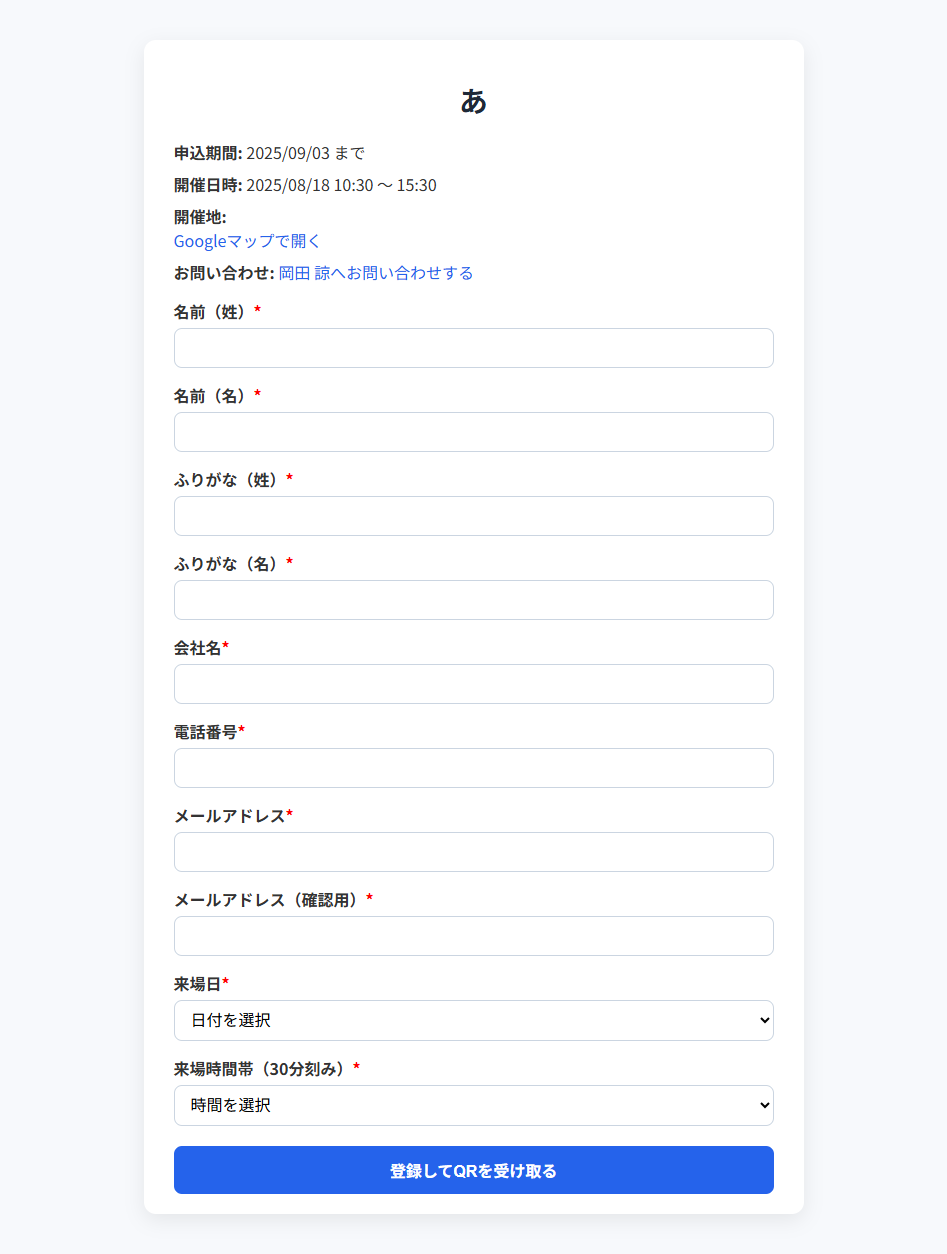 あ
申込期間: 2025/09/03 まで
開催日時: 2025/08/18 10:30 〜 15:30
開催地:
Googleマップで開く
お問い合わせ: 岡田 諒へお問い合わせする
名前（姓）*
名前（名）*
ふりがな（姓）*
ふりがな（名）*
会社名*
電話番号*
メールアドレス*
メールアドレス（確認用）*
来場日*
日付を選択
来場時間帯（30分刻み）*
時間を選択
登録してQRを受け取る